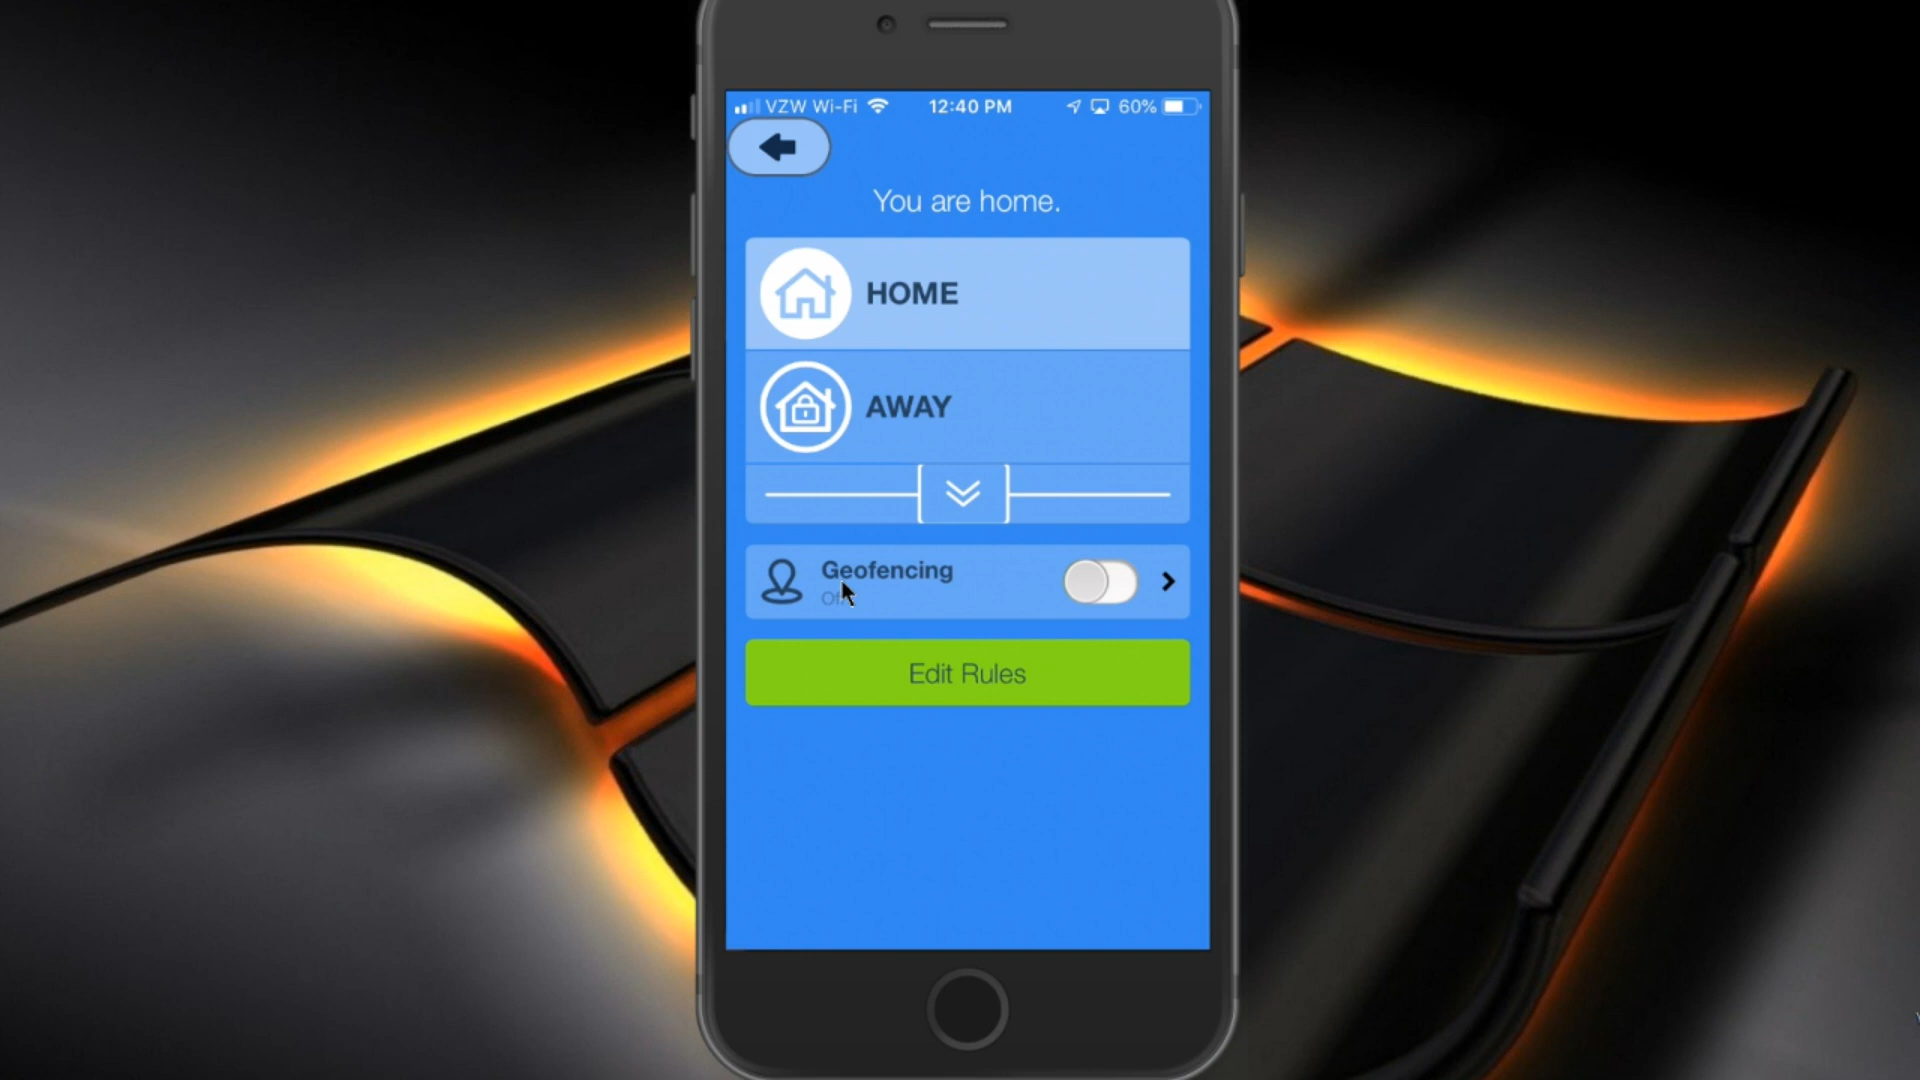 VZW Wi-Fi 12:40 PM 60%
You are home.
HOME
AWAY
Geofencing
Edit Rules